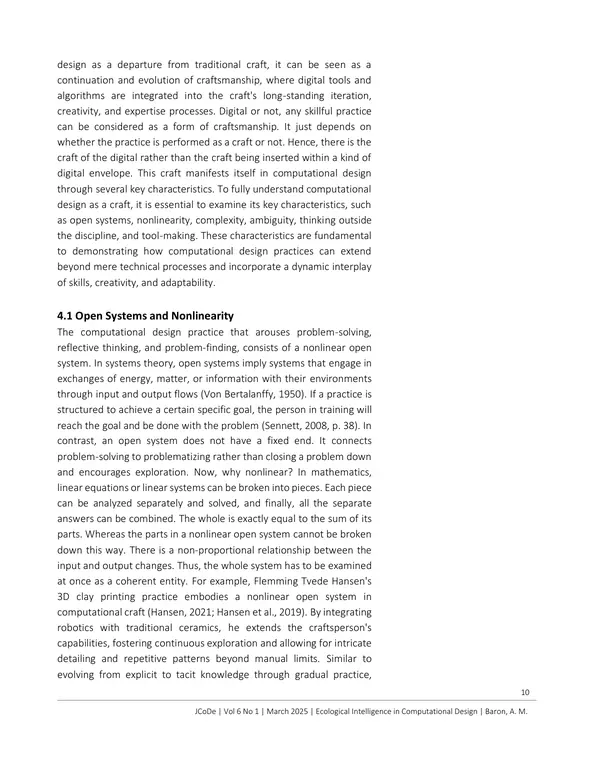 design as a departure from traditional craft, it can be seen as a
continuation and evolution of craftsmanship, where digital tools and
algorithms are integrated into the craft's long-standing iteration,
creativity, and expertise processes. Digital or not, any skillful practice
can be considered as a form of craftsmanship. It just depends on
whether the practice is performed as a craft or not. Hence, there is the
craft of the digital rather than the craft being inserted within a kind of
digital envelope. This craft manifests itself in computational design
through several key characteristics. To fully understand computational
design as a craft, it is essential to examine its key characteristics, such
as open systems, nonlinearity, complexity, ambiguity, thinking outside
the discipline, and tool-making. These characteristics are fundamental
to demonstrating how computational design practices can extend
beyond mere technical processes and incorporate a dynamic interplay
of skills, creativity, and adaptability.
4.1 Open Systems and Nonlinearity
The computational design practice that arouses problem-solving,
reflective thinking, and problem-finding, consists of a nonlinear open
system. In systems theory, open systems imply systems that engage in
exchanges of energy, matter, or information with their environments
through input and output flows (Von Bertalanffy, 1950). If a practice is
structured to achieve a certain specific goal, the person in training will
reach the goal and be done with the problem (Sennett, 2008, p. 38). In
contrast, an open system does not have a fixed end. It connects
problem-solving to problematizing rather than closing a problem down
and encourages exploration. Now, why nonlinear? In mathematics,
linear equations or linear systems can be broken into pieces. Each piece
can be analyzed separately and solved, and finally, all the separate
answers can be combined. The whole is exactly equal to the sum of its
parts. Whereas the parts in a nonlinear open system cannot be broken
down this way. There is a non-proportional relationship between the
input and output changes. Thus, the whole system has to be examined
at once as a coherent entity. For example, Flemming Tvede Hansen's
3D clay printing practice embodies a nonlinear open system in
computational craft (Hansen, 2021; Hansen et al., 2019). By integrating
robotics with traditional ceramics, he extends the craftsperson's
capabilities, fostering continuous exploration and allowing for intricate
detailing and repetitive patterns beyond manual limits. Similar to
evolving from explicit to tacit knowledge through gradual practice,
10
JCoDe | Vol 6 No 1 | March 2025 | Ecological Intelligence in Computational Design | Baron, A. M.